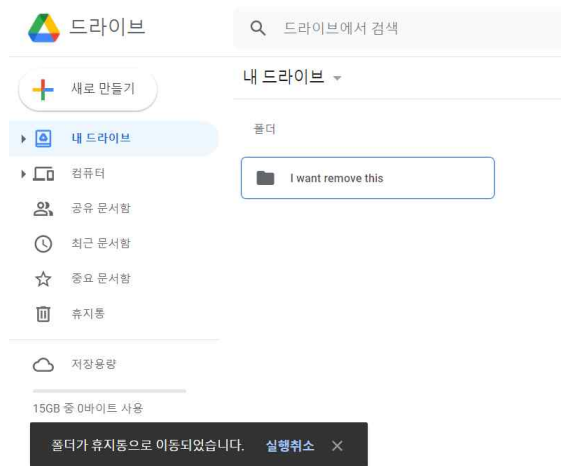 드라이브
드라이브에서 검색
내 드라이브
새로 만들기
폴더
내 드라이브
컴퓨터
I want remove this
공유 문서함
최근 문서함
중요 문서함
휴지통
저장용량
15GB 중 0바이트 사용
폴더가 휴지통으로 이동되었습니다. 실행취소